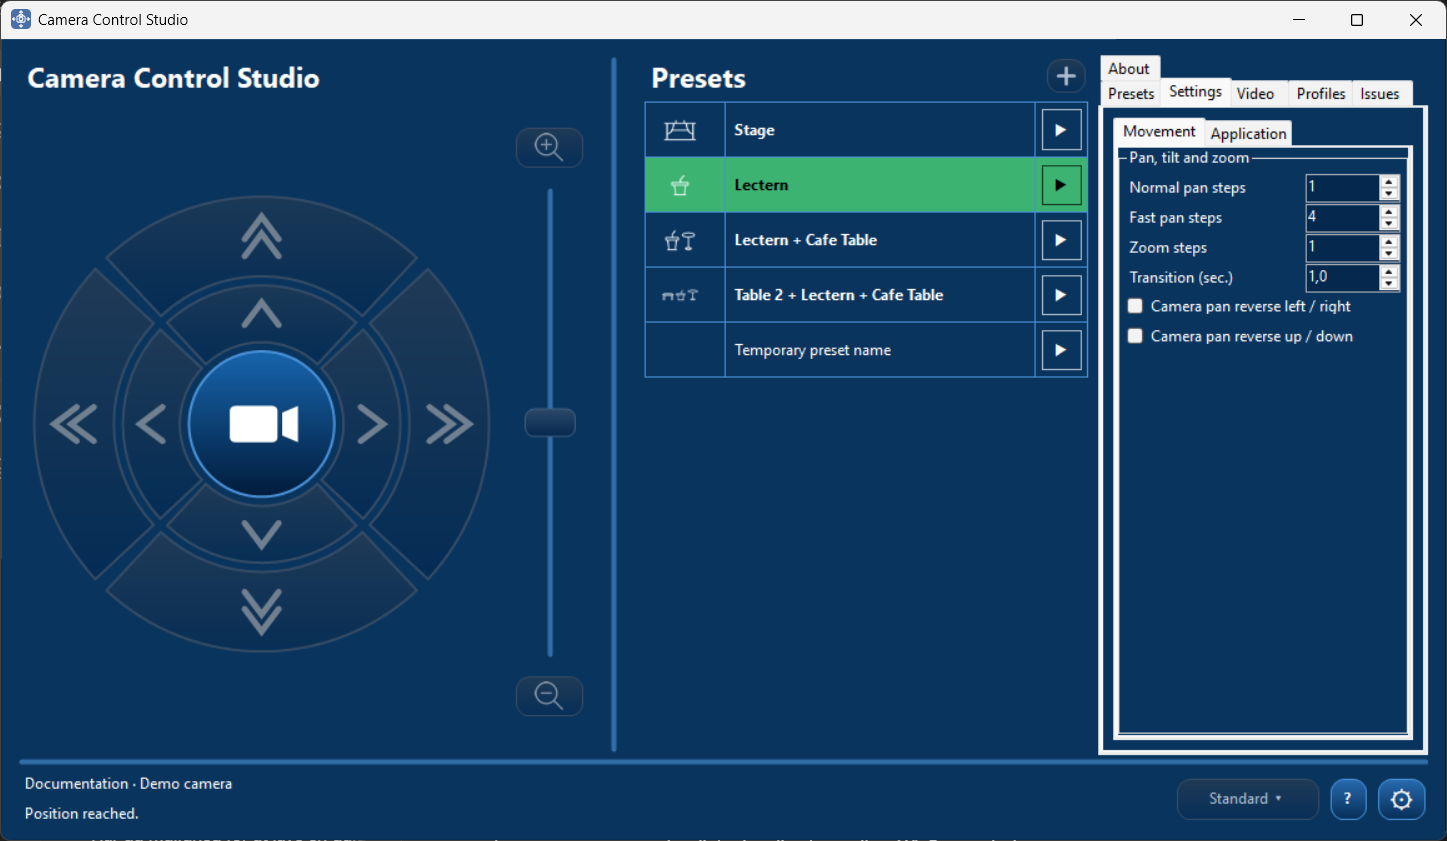 Camera Control Studio
Camera Control Studio
Presets
Stage
Lectern
Lectern + Cafe Table
Table 2 + Lectern + Cafe Table
Temporary preset name
About
Presets Settings Video Profiles Issues
Movement Application
Pan, tilt and zoom
Normal pan steps 1
Fast pan steps 4
Zoom steps 1
Transition (sec.) 1,0
Camera pan reverse left / right
Camera pan reverse up / down
Documentation · Demo camera
Position reached.
Standard
?